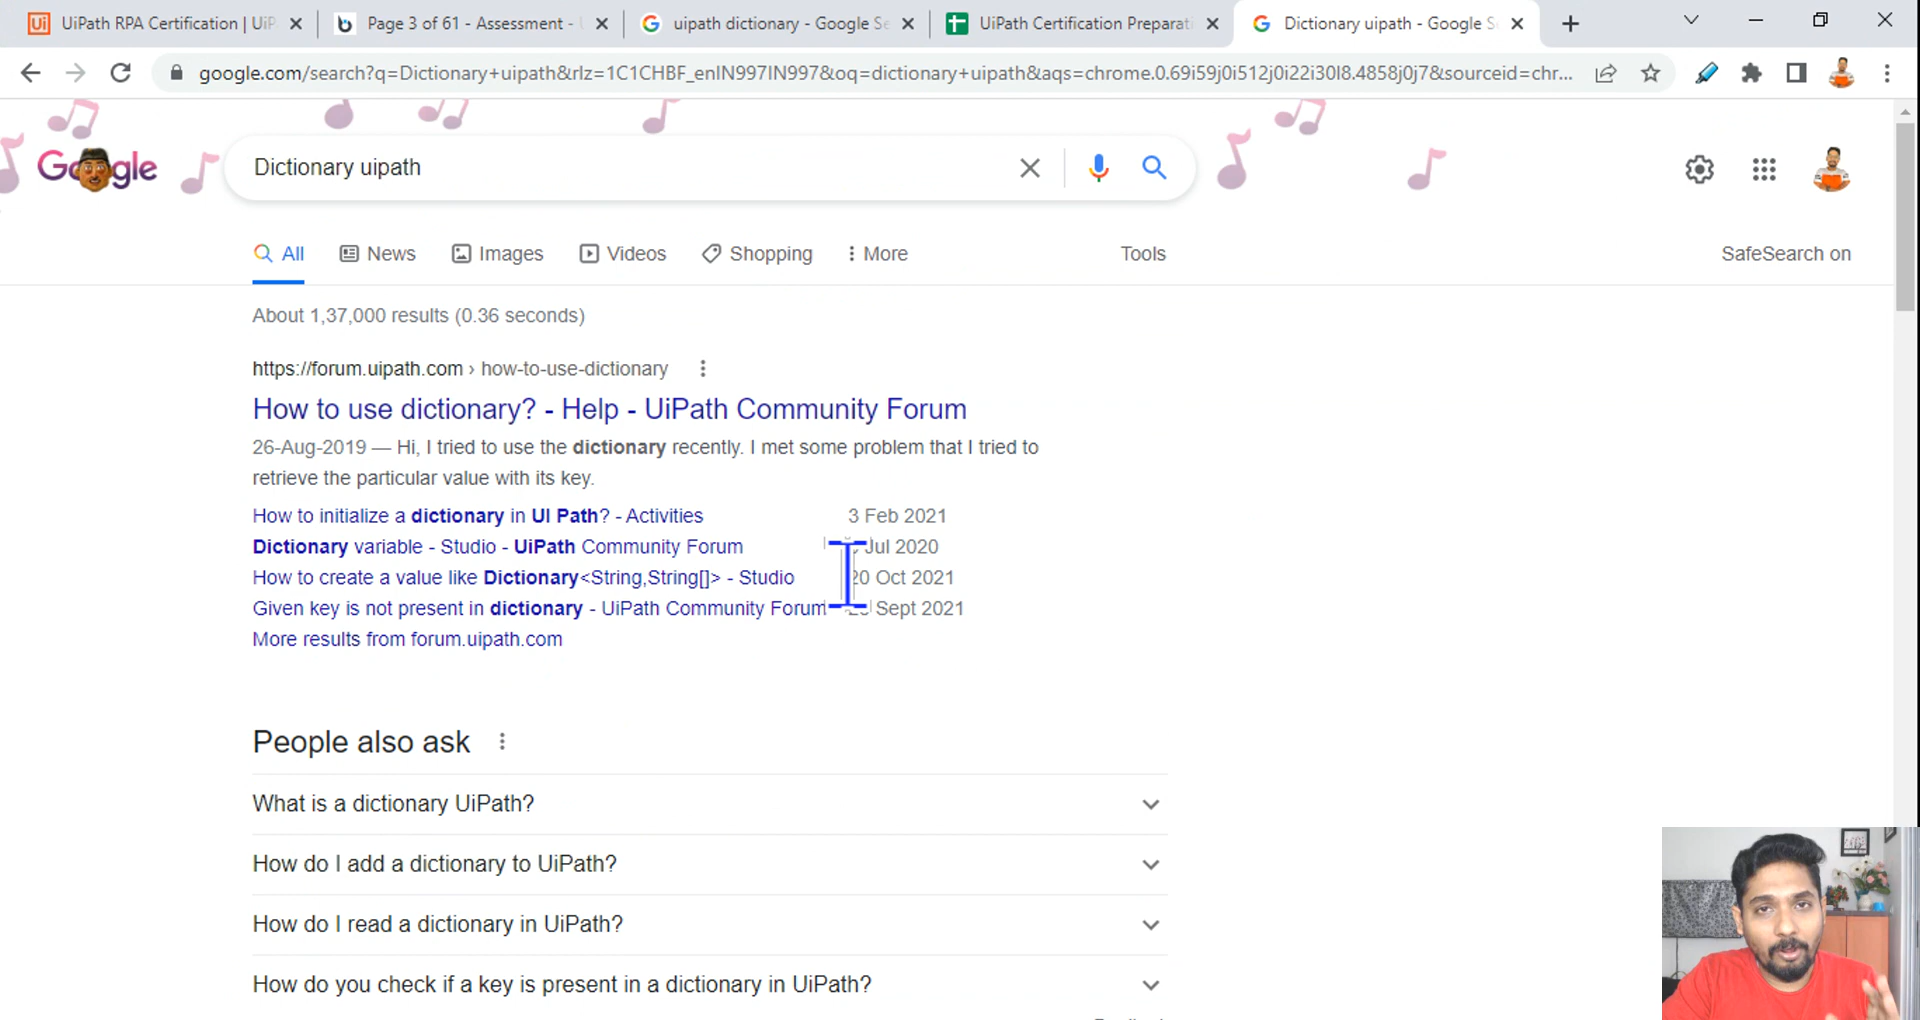 UiPath RPA Certification | UiP
Page 3 of 61 - Assessment -
uipath dictionary - Google Se
UiPath Certification Preparati
Dictionary uipath - Google S
google.com/search?q=Dictionary+uipath&rlz=1C1CHBF_enIN997IN997&oq=dictionary+uipath&aqs=chrome.0.69i59j0i512j0i22i30l8.4858j0j7&sourceid=chr...
Google
Dictionary uipath
All
News
Images
Videos
Shopping
More
Tools
SafeSearch on
About 1,37,000 results (0.36 seconds)
https://forum.uipath.com › how-to-use-dictionary
How to use dictionary? - Help - UiPath Community Forum
26-Aug-2019 — Hi, I tried to use the dictionary recently. I met some problem that I tried to
retrieve the particular value with its key.
How to initialize a dictionary in UI Path? - Activities 3 Feb 2021
Dictionary variable - Studio - UiPath Community Forum Jul 2020
How to create a value like Dictionary<String,String[]> - Studio 20 Oct 2021
Given key is not present in dictionary - UiPath Community Forum Sept 2021
More results from forum.uipath.com
People also ask
What is a dictionary UiPath?
How do I add a dictionary to UiPath?
How do I read a dictionary in UiPath?
How do you check if a key is present in a dictionary in UiPath?